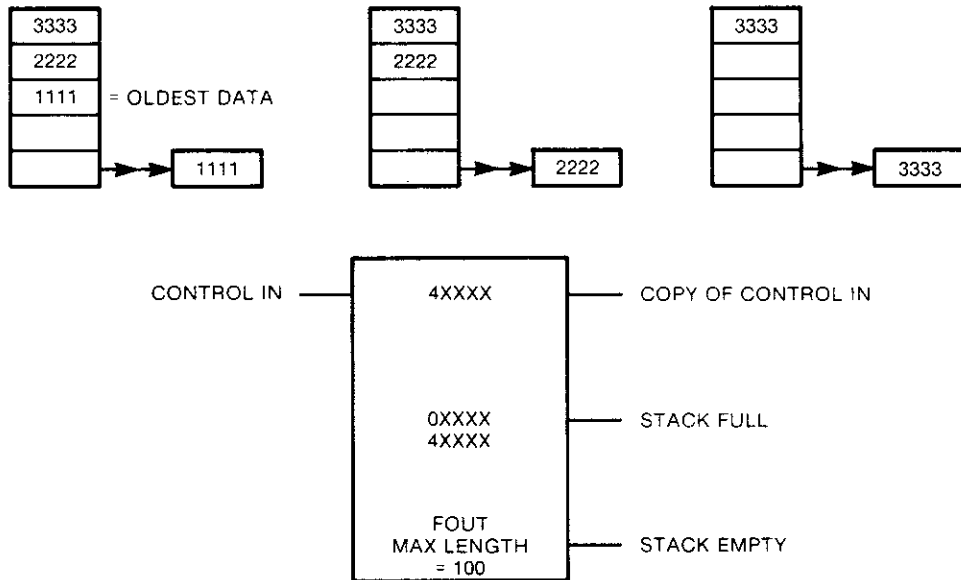 3333
2222
1111 = OLDEST DATA
1111
3333
2222
2222
3333
3333
CONTROL IN
4XXXX
COPY OF CONTROL IN
0XXXX
4XXXX
STACK FULL
FOUT
MAX LENGTH
= 100
STACK EMPTY